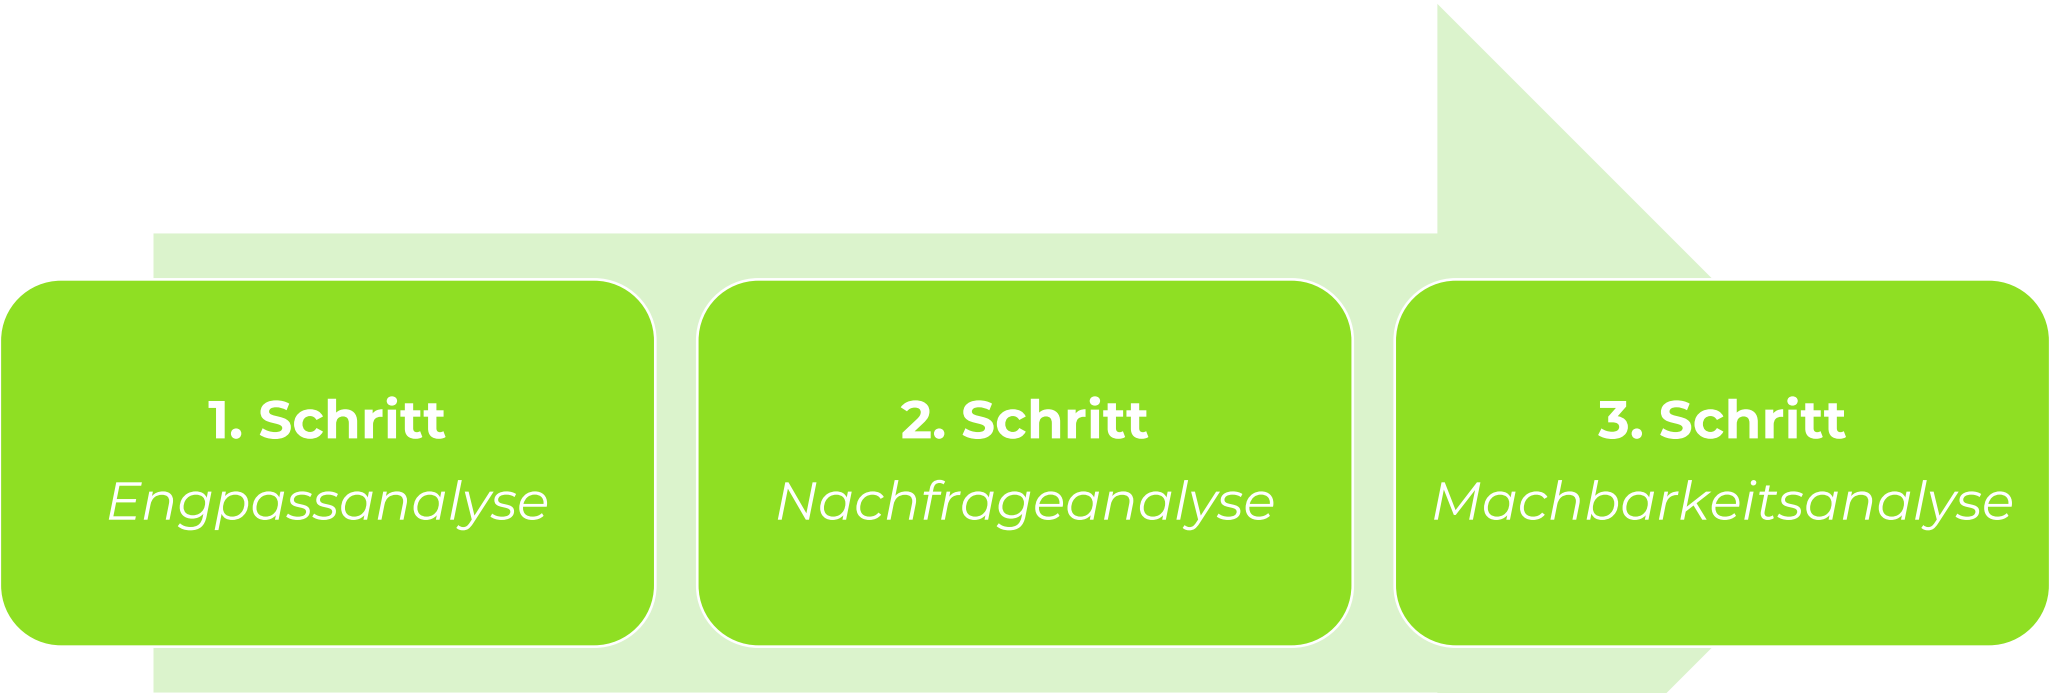 1. Schritt
Engpassanalyse
2. Schritt
Nachfrageanalyse
3. Schritt
Machbarkeitsanalyse